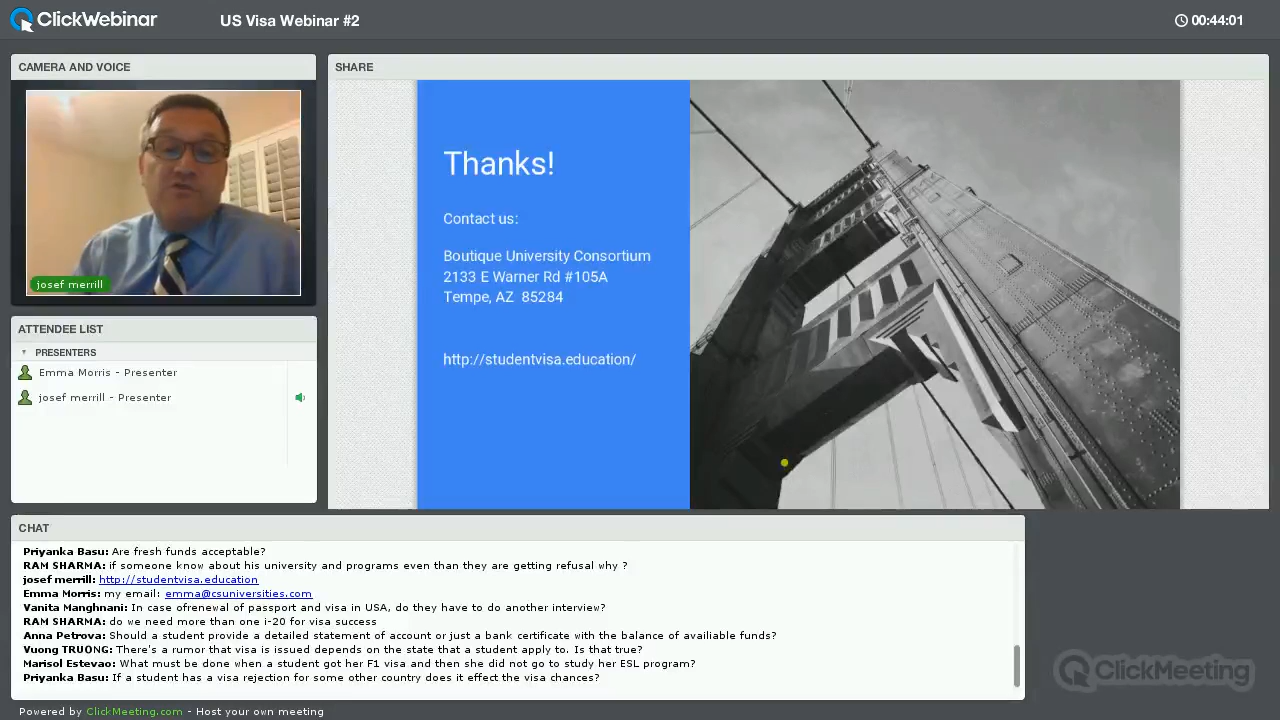 ClickWebinar
US Visa Webinar #2
00:44:01
CAMERA AND VOICE
josef merrill
SHARE
Thanks!
Contact us:
Boutique University Consortium
2133 E Warner Rd #105A
Tempe, AZ 85284
http://studentvisa.education/
ATTENDEE LIST
PRESENTERS
Emma Morris - Presenter
josef merrill - Presenter
CHAT
Priyanka Basu: Are fresh funds acceptable?
RAM SHARMA: if someone know about his university and programs even than they are getting refusal why ?
josef merrill: http://studentvisa.education
Emma Morris: my email: emma@csuniversities.com
Vanita Manghnani: In case ofrenewal of passport and visa in USA, do they have to do another interview?
RAM SHARMA: do we need more than one i-20 for visa success
Anna Petrova: Should a student provide a detailed statement of account or just a bank certificate with the balance of availiable funds?
Vuong TRUONG: There's a rumor that visa is issued depends on the state that a student apply to. Is that true?
Marisol Estevao: What must be done when a student got her F1 visa and then she did not go to study her ESL program?
Priyanka Basu: If a student has a visa rejection for some other country does it effect the visa chances?
ClickMeeting
Powered by ClickMeeting.com - Host your own meeting